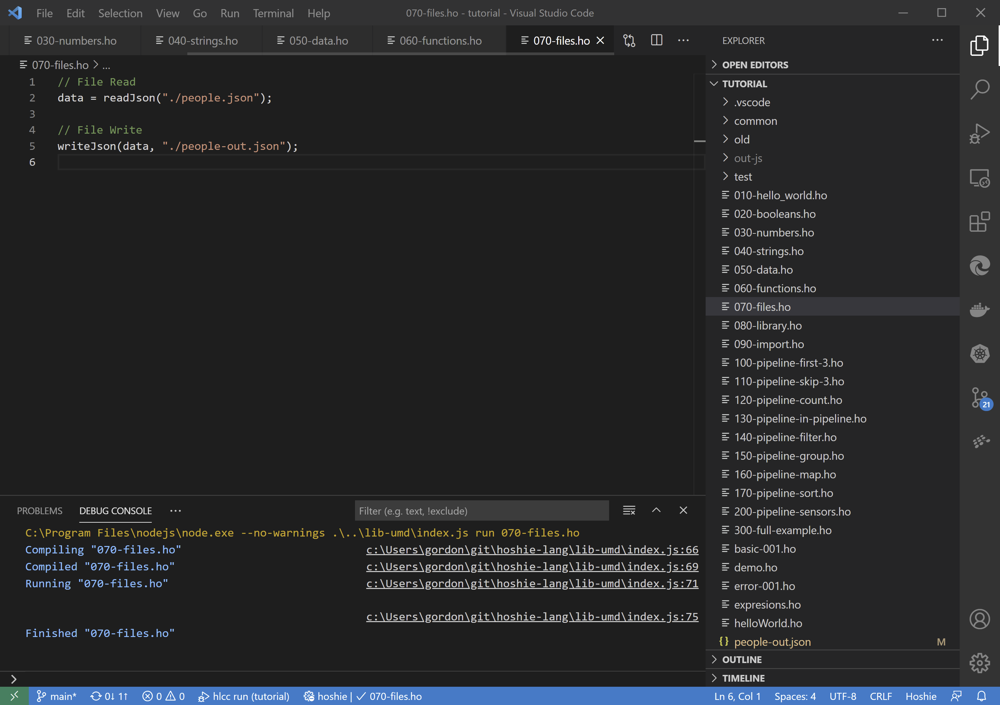 File Edit Selection View Go Run Terminal Help 070-files.ho - tutorial - Visual Studio Code
030-numbers.ho 040-strings.ho 050-data.ho 060-functions.ho 070-files.ho
070-files.ho > ...
1 // File Read
2 data = readJson("./people.json");
3
4 // File Write
5 writeJson(data, "./people-out.json");
6
PROBLEMS DEBUG CONSOLE ... Filter (e.g. text, !exclude)
C:\Program Files\nodejs\node.exe --no-warnings .\..\lib-umd\index.js run 070-files.ho
Compiling "070-files.ho" c:\Users\gordon\git\hoshie-lang\lib-umd\index.js:66
Compiled "070-files.ho" c:\Users\gordon\git\hoshie-lang\lib-umd\index.js:69
Running "070-files.ho" c:\Users\gordon\git\hoshie-lang\lib-umd\index.js:71
c:\Users\gordon\git\hoshie-lang\lib-umd\index.js:75
Finished "070-files.ho"
EXPLORER
OPEN EDITORS
TUTORIAL
.vscode
common
old
out-js
test
010-hello_world.ho
020-booleans.ho
030-numbers.ho
040-strings.ho
050-data.ho
060-functions.ho
070-files.ho
080-library.ho
090-import.ho
100-pipeline-first-3.ho
110-pipeline-skip-3.ho
120-pipeline-count.ho
130-pipeline-in-pipeline.ho
140-pipeline-filter.ho
150-pipeline-group.ho
160-pipeline-map.ho
170-pipeline-sort.ho
200-pipeline-sensors.ho
300-full-example.ho
basic-001.ho
demo.ho
error-001.ho
expresions.ho
helloWorld.ho
{} people-out.json M
OUTLINE
TIMELINE
21
main* 0↓ 1↑ 0 0 hlcc run (tutorial) hoshie | ✓ 070-files.ho Ln 6, Col 1 Spaces: 4 UTF-8 CRLF Hoshie